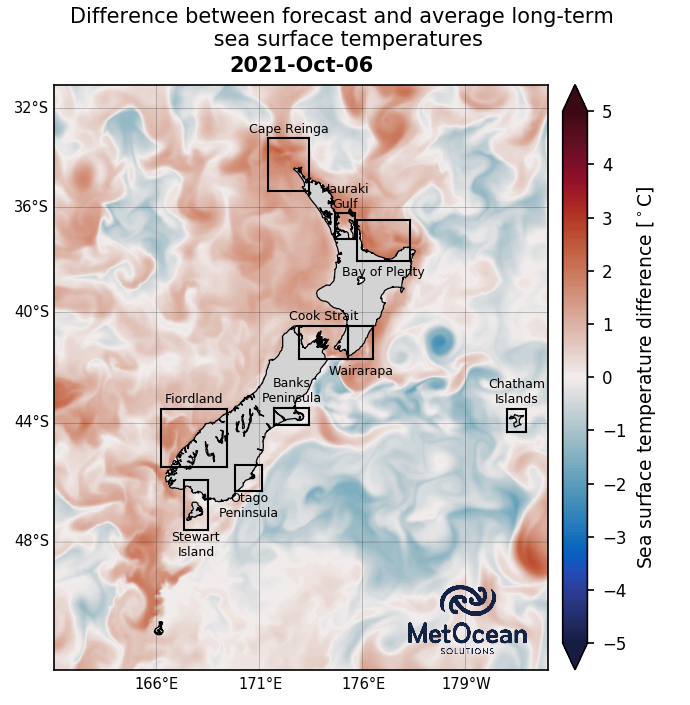 Difference between forecast and average long-term
sea surface temperatures
2021-Oct-06
32°S
36°S
40°S
44°S
48°S
Cape Reinga
Hauraki
Gulf
Bay of Plenty
Cook Strait
Wairarapa
Banks
Peninsula
Chatham
Islands
Fiordland
Otago
Peninsula
Stewart
Island
MetOcean
SOLUTIONS
166°E
171°E
176°E
179°W
5
4
3
2
1
0
−1
−2
−3
−4
−5
Sea surface temperature difference [°C]